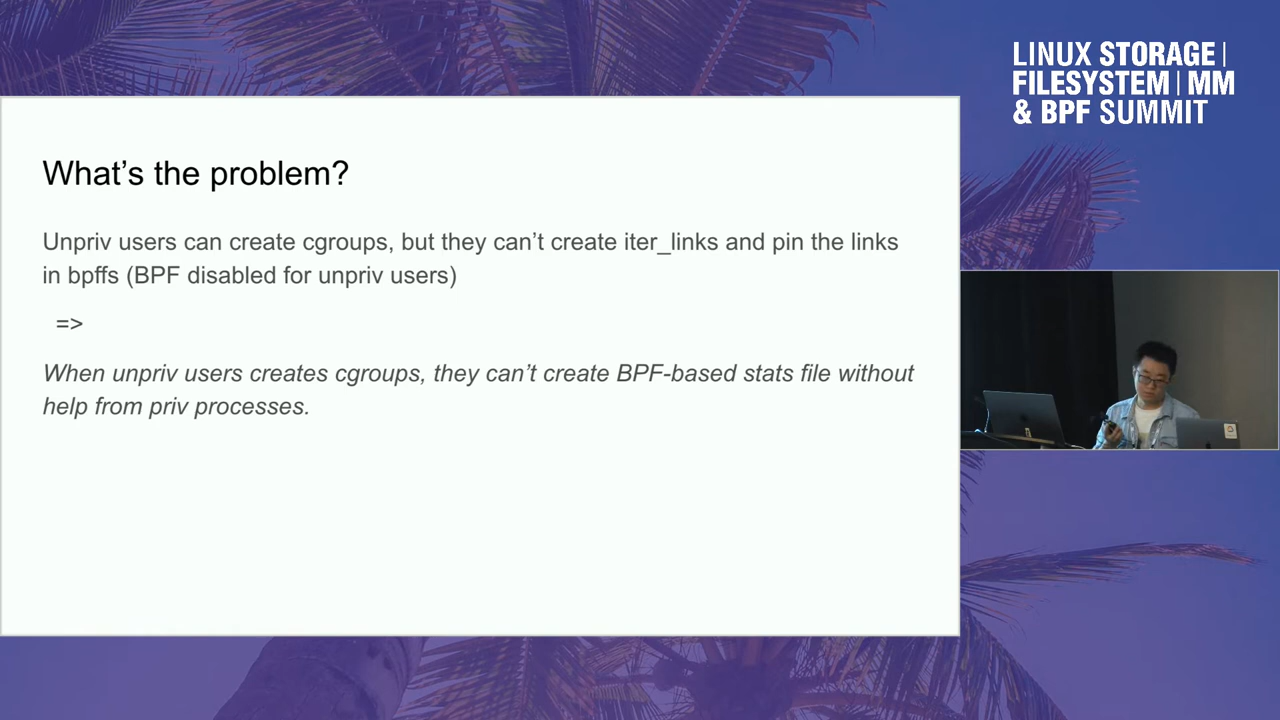 LINUX STORAGE |
FILESYSTEM | MM
& BPF SUMMIT
What’s the problem?
Unpriv users can create cgroups, but they can’t create iter_links and pin the links
in bpffs (BPF disabled for unpriv users)
=>
When unpriv users creates cgroups, they can’t create BPF-based stats file without
help from priv processes.